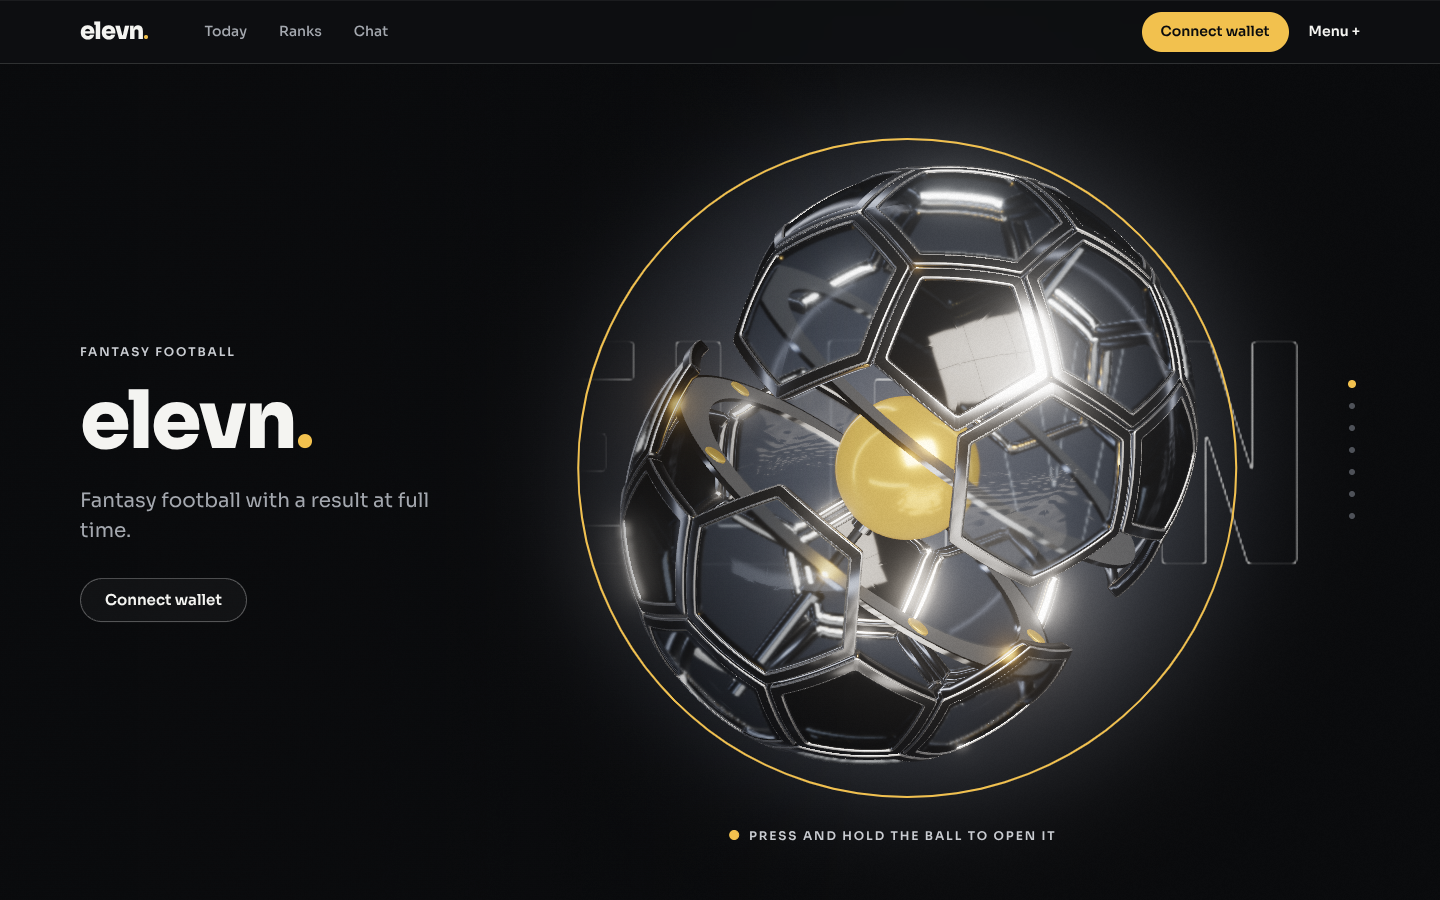 elevn.
Today
Ranks
Chat
Connect wallet
Menu +
FANTASY FOOTBALL
elevn.
Fantasy football with a result at full
time.
Connect wallet
PRESS AND HOLD THE BALL TO OPEN IT